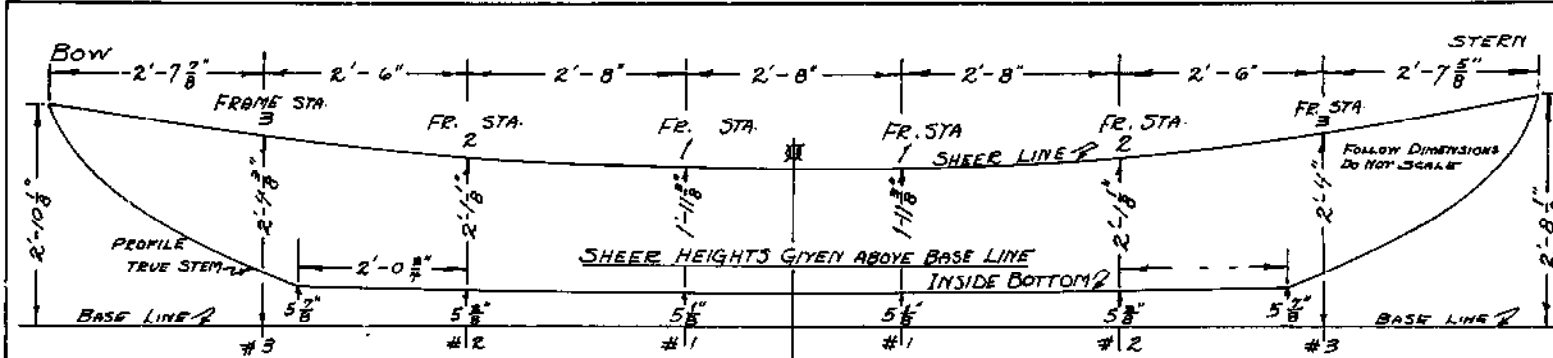 BOW
STERN
2'-7 7/8"
2'-6"
2'-8"
2'-8"
2'-8"
2'-6"
2'-7 5/8"
FRAME STA.
3
FR. STA.
2
FR. STA.
1
FR. STA
1
FR. STA.
2
FR. STA.
3
SHEER LINE
FOLLOW DIMENSIONS
DO NOT SCALE
2'-10 1/8"
2'-4 3/8"
2'-1 1/8"
1'-11 3/8"
1-11 3/8"
2'-1 1/8"
2'-4"
2'-8 1/2"
PROFILE
TRUE STEM
2'-0 3/4"
SHEER HEIGHTS GIVEN ABOVE BASE LINE
INSIDE BOTTOM
5 7/8"
5 3/8"
5 1/8"
5 1/8"
5 3/8"
5 7/8"
BASE LINE
BASE LINE
#3
#2
#1
#1
#2
#3